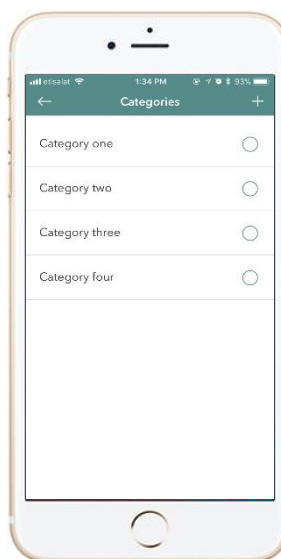 etisalat 1:34 PM 93%
Categories
Category one
Category two
Category three
Category four